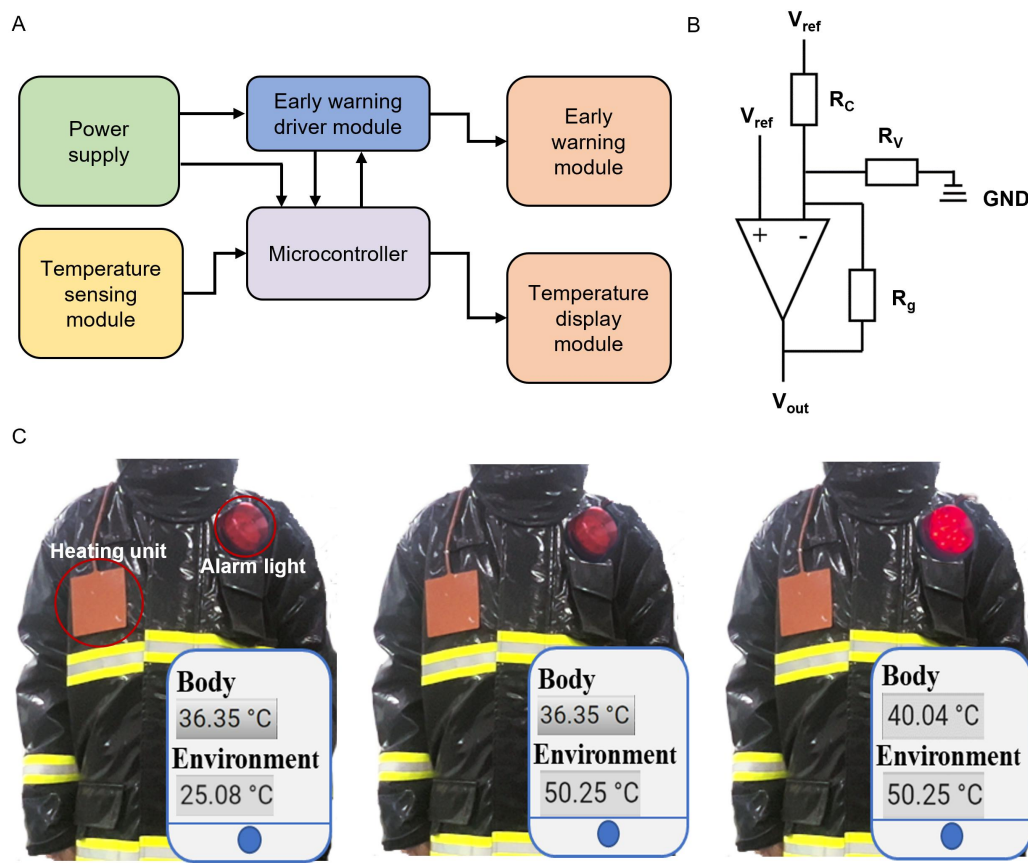 A
Power
supply
Early warning
driver module
Early
warning
module
Temperature
sensing
module
Microcontroller
Temperature
display
module
B
Vref
RC
Vref
RV
GND
+
-
Rg
Vout
C
Heating unit
Alarm light
Body
36.35 °C
Environment
25.08 °C
Body
36.35 °C
Environment
50.25 °C
Body
40.04 °C
Environment
50.25 °C